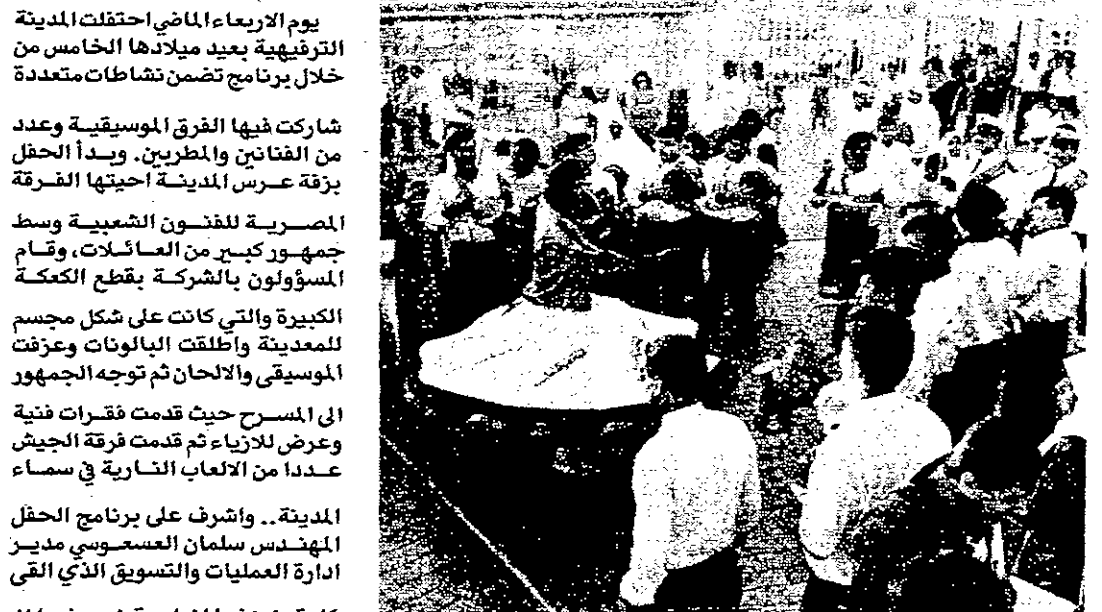 يوم الاربعاء الماضي احتفلت المدينة
الترفيهية بعيد ميلادها الخامس من
خلال برنامج تضمن نشاطات متعددة
شاركت فيها الفرق الموسيقية وعدد
من الفنانين والمطربين. وبدأ الحفل
بزفة عرس المدينة احيتها الفرقة
المصرية للفنون الشعبية وسط
جمهور كبير من العائلات، وقام
المسؤولون بالشركة بقطع الكعكة
الكبيرة والتي كانت على شكل مجسم
للمعدينة واطلقت البالونات وعزفت
الموسيقى والالحان ثم توجه الجمهور
الى المسرح حيث قدمت فقرات فنية
وعرض للازياء ثم قدمت فرقة الجيش
عددا من الالعاب النارية في سماء
المدينة.. واشرف على برنامج الحفل
المهندس سلمان العسعوسي مدير
ادارة العمليات والتسويق الذي القى